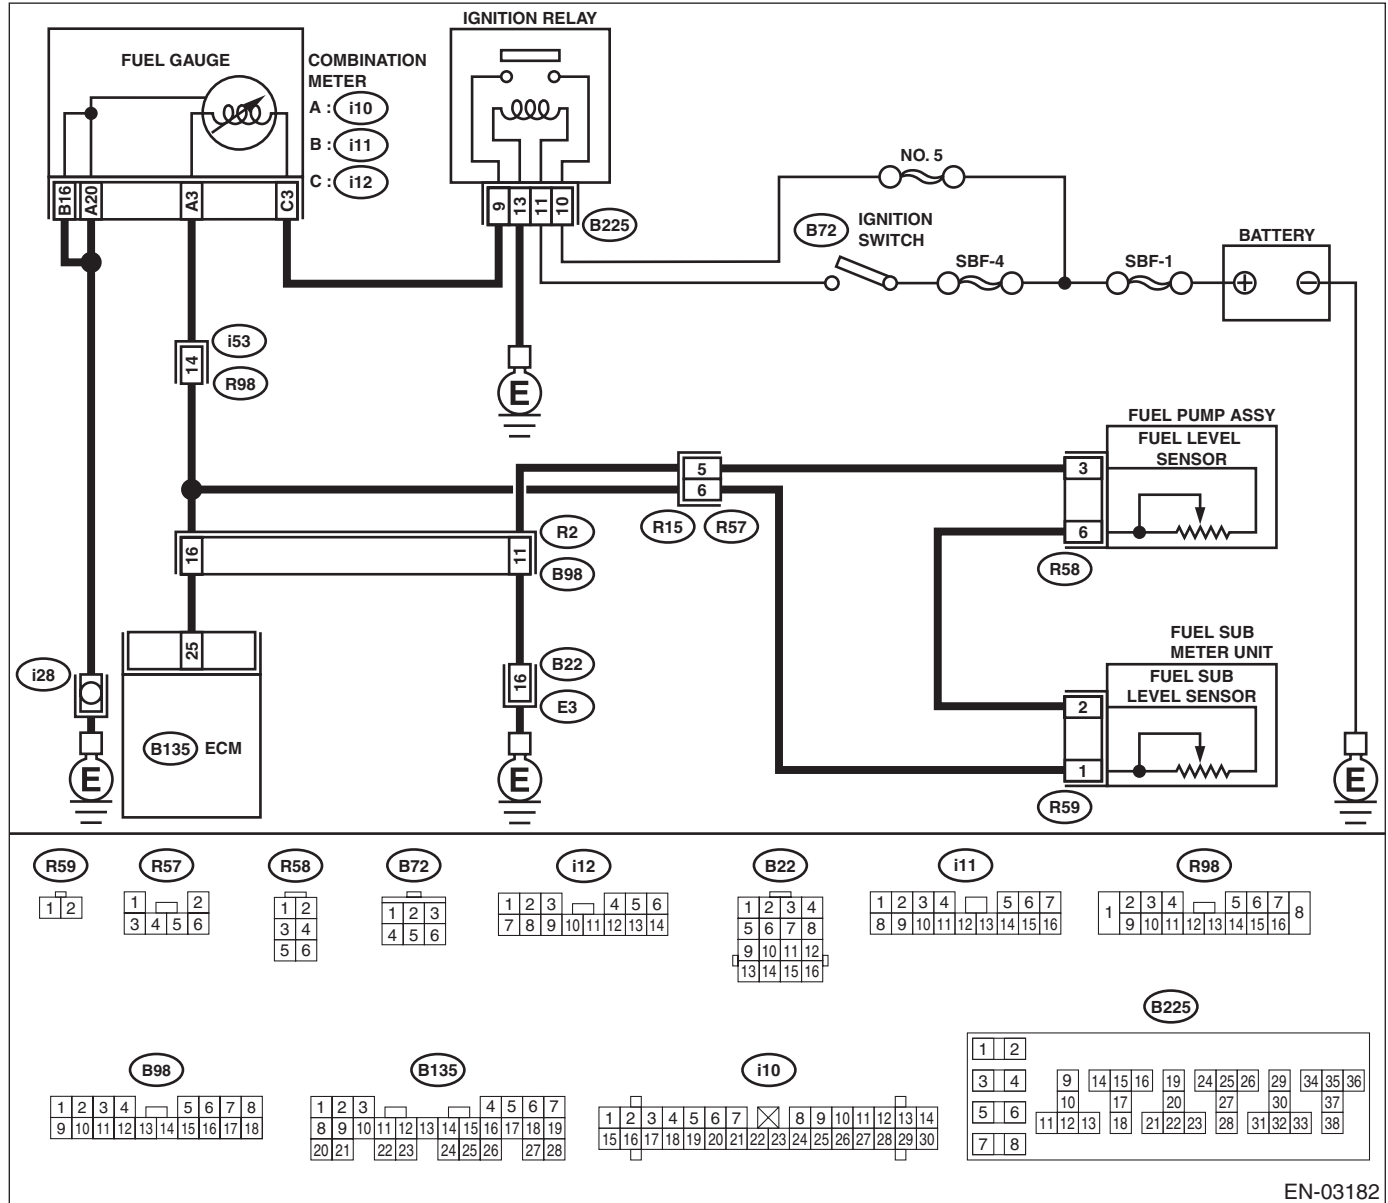 IGNITION RELAY
FUEL GAUGE
COMBINATION
METER
A : i10
B : i11
C : i12
B16 A20 A3 C3
9 13 11 10
B225
NO. 5
B72
IGNITION
SWITCH
SBF-4
SBF-1
BATTERY
+ −
14
i53
R98
E
FUEL PUMP ASSY
FUEL LEVEL
SENSOR
3
6
R58
5
6
R15 R57
16
11
R2
B98
25
B135 ECM
i28
E
16
B22
E3
E
FUEL SUB
METER UNIT
FUEL SUB
LEVEL SENSOR
2
1
R59
E
R59 R57 R58 B72 i12 B22 i11 R98
1 2
1 2
3 4 5 6
1 2
3 4
5 6
1 2 3
4 5 6
1 2 3 4 5 6
7 8 9 10 11 12 13 14
1 2 3 4
5 6 7 8
9 10 11 12
13 14 15 16
1 2 3 4 5 6 7
8 9 10 11 12 13 14 15 16
1 2 3 4 5 6 7 8
9 10 11 12 13 14 15 16
B98 B135 i10 B225
1 2 3 4 5 6 7 8
9 10 11 12 13 14 15 16 17 18
1 2 3 4 5 6 7
8 9 10 11 12 13 14 15 16 17 18 19
20 21 22 23 24 25 26 27 28
1 2 3 4 5 6 7 8 9 10 11 12 13 14
15 16 17 18 19 20 21 22 23 24 25 26 27 28 29 30
1 2
3 4
5 6
7 8
9 14 15 16 19 24 25 26 29 34 35 36
10 17 20 27 30 37
11 12 13 18 21 22 23 28 31 32 33 38
EN-03182